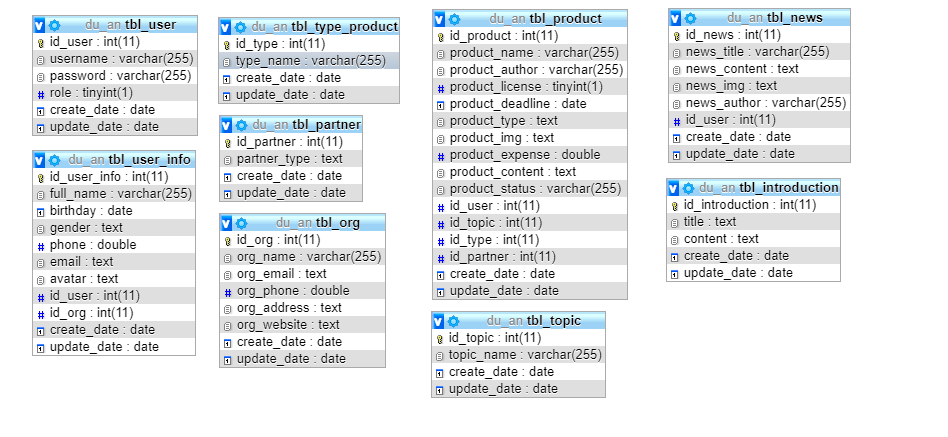 du_an tbl_user
id_user : int(11)
username : varchar(255)
password : varchar(255)
role : tinyint(1)
create_date : date
update_date : date
du_an tbl_user_info
id_user_info : int(11)
full_name : varchar(255)
birthday : date
gender : text
phone : double
email : text
avatar : text
id_user : int(11)
id_org : int(11)
create_date : date
update_date : date
du_an tbl_type_product
id_type : int(11)
type_name : varchar(255)
create_date : date
update_date : date
du_an tbl_partner
id_partner : int(11)
partner_type : text
create_date : date
update_date : date
du_an tbl_org
id_org : int(11)
org_name : varchar(255)
org_email : text
org_phone : double
org_address : text
org_website : text
create_date : date
update_date : date
du_an tbl_product
id_product : int(11)
product_name : varchar(255)
product_author : varchar(255)
product_license : tinyint(1)
product_deadline : date
product_type : text
product_img : text
product_expense : double
product_content : text
product_status : varchar(255)
id_user : int(11)
id_topic : int(11)
id_type : int(11)
id_partner : int(11)
create_date : date
update_date : date
du_an tbl_topic
id_topic : int(11)
topic_name : varchar(255)
create_date : date
update_date : date
du_an tbl_news
id_news : int(11)
news_title : varchar(255)
news_content : text
news_img : text
news_author : varchar(255)
id_user : int(11)
create_date : date
update_date : date
du_an tbl_introduction
id_introduction : int(11)
title : text
content : text
create_date : date
update_date : date